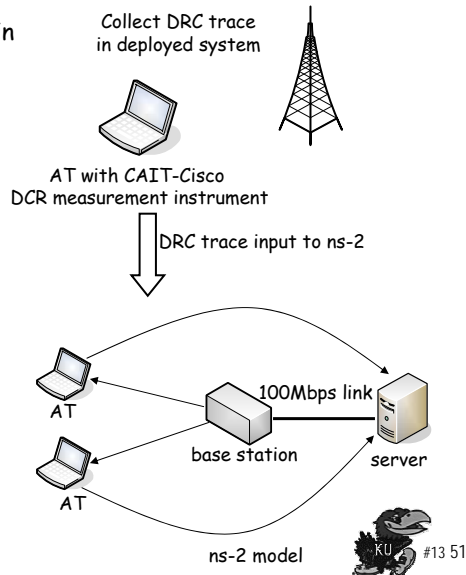 n
Collect DRC trace
in deployed system
AT with CAIT-Cisco
DCR measurement instrument
DRC trace input to ns-2
AT
100Mbps link
base station
server
AT
ns-2 model
KU
#13 51